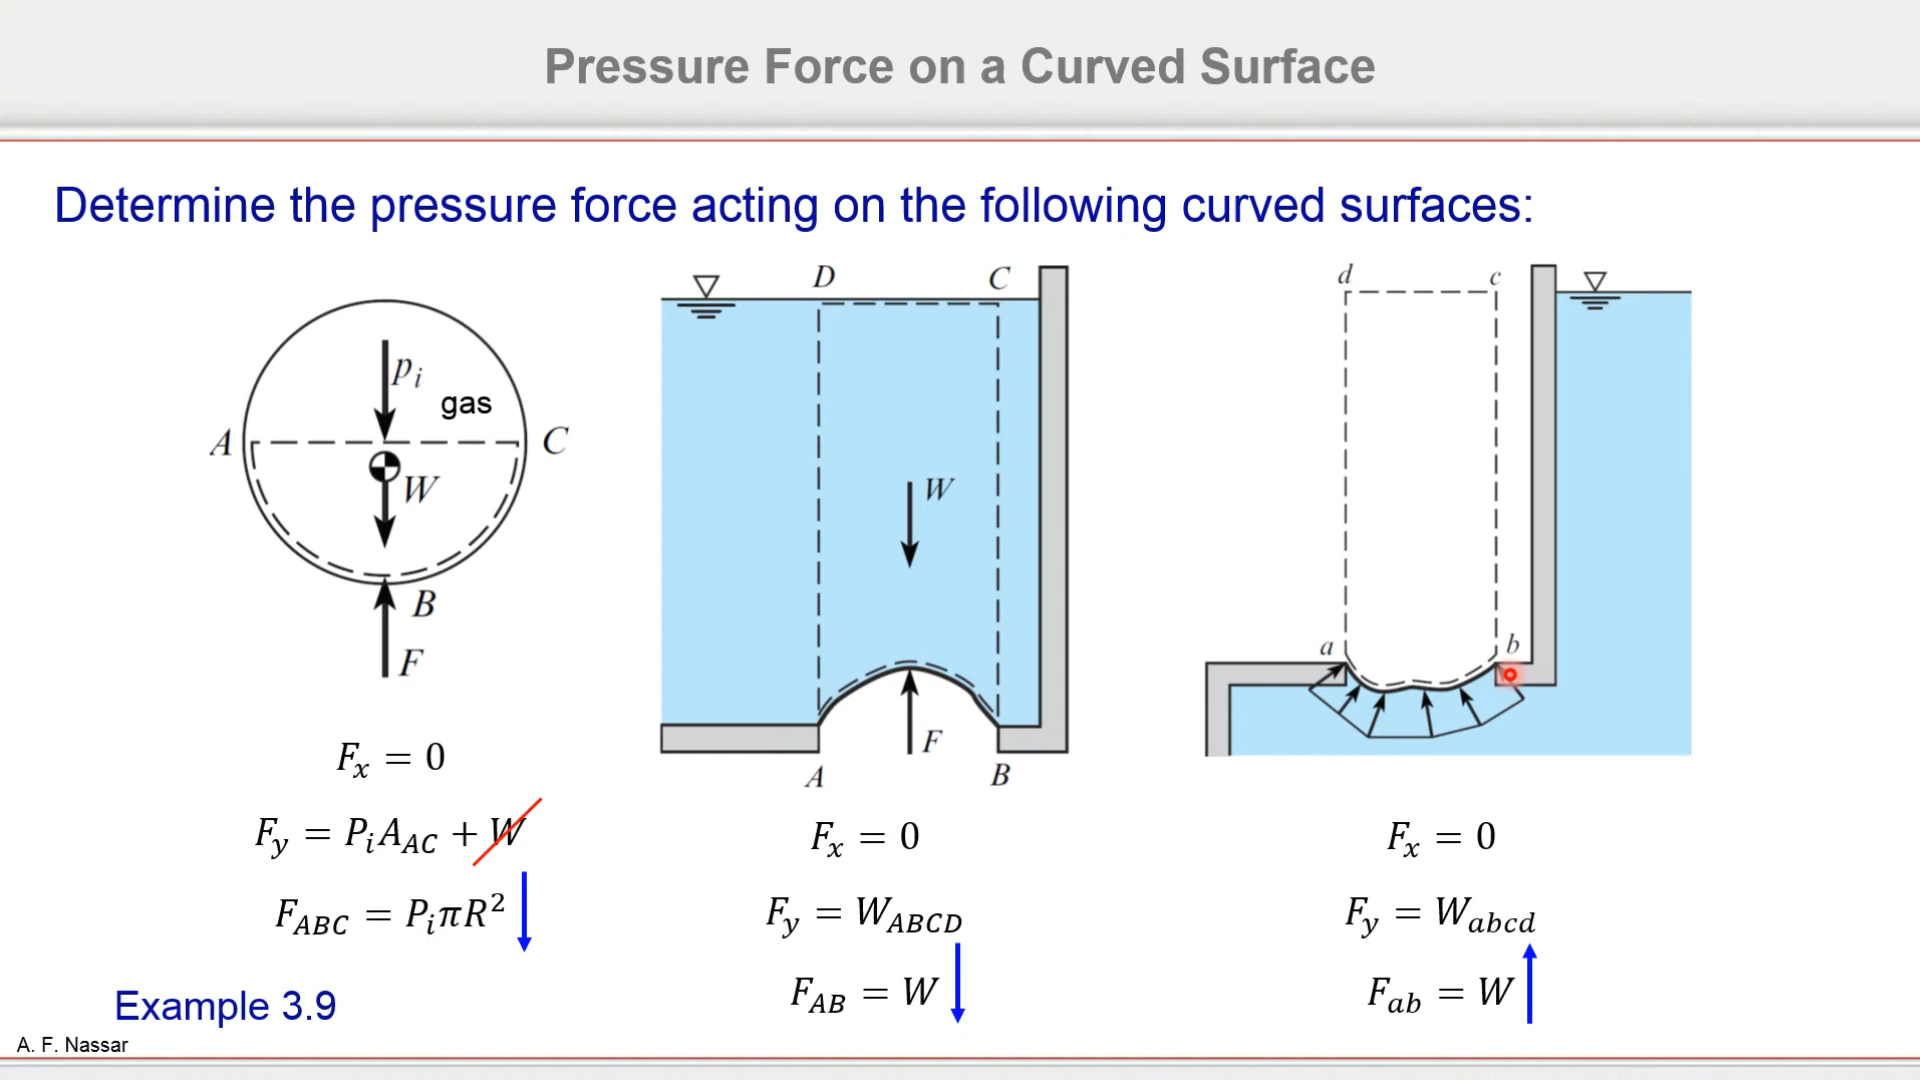 Pressure Force on a Curved Surface
Determine the pressure force acting on the following curved surfaces:
p_i
gas
A
C
W
B
F
F_x = 0
F_y = P_i A_AC + W
F_ABC = P_i πR²
Example 3.9
D
C
W
F
A
B
F_x = 0
F_y = W_ABCD
F_AB = W
d
c
a
b
F_x = 0
F_y = W_abcd
F_ab = W
A. F. Nassar